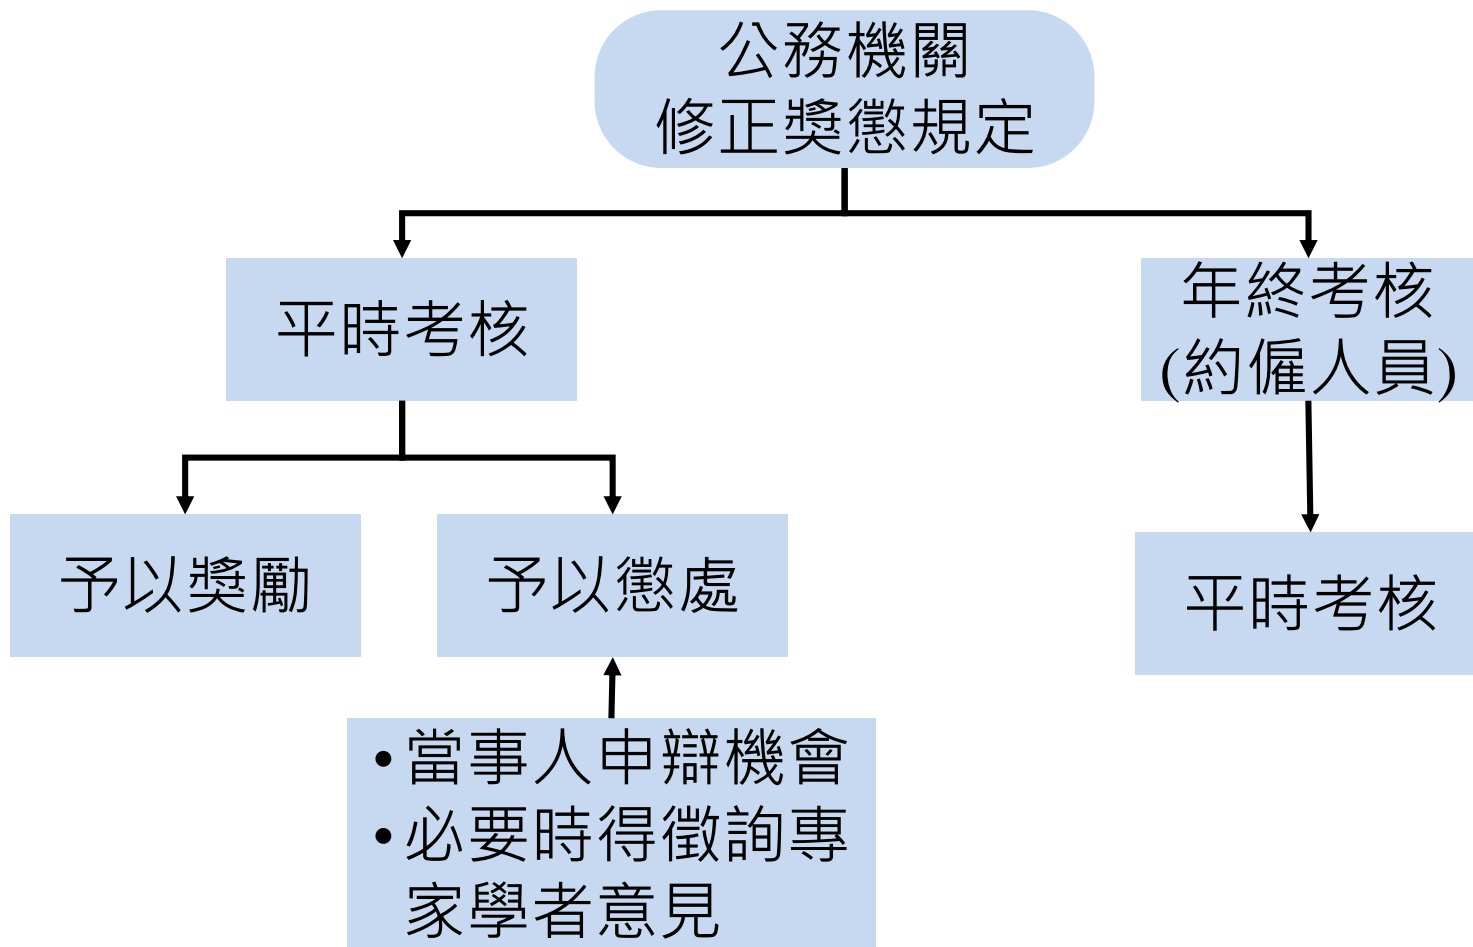 公務機關
修正獎懲規定
平時考核
年終考核
(約僱人員)
予以獎勵
予以懲處
平時考核
•當事人申辯機會
•必要時得徵詢專
家學者意見